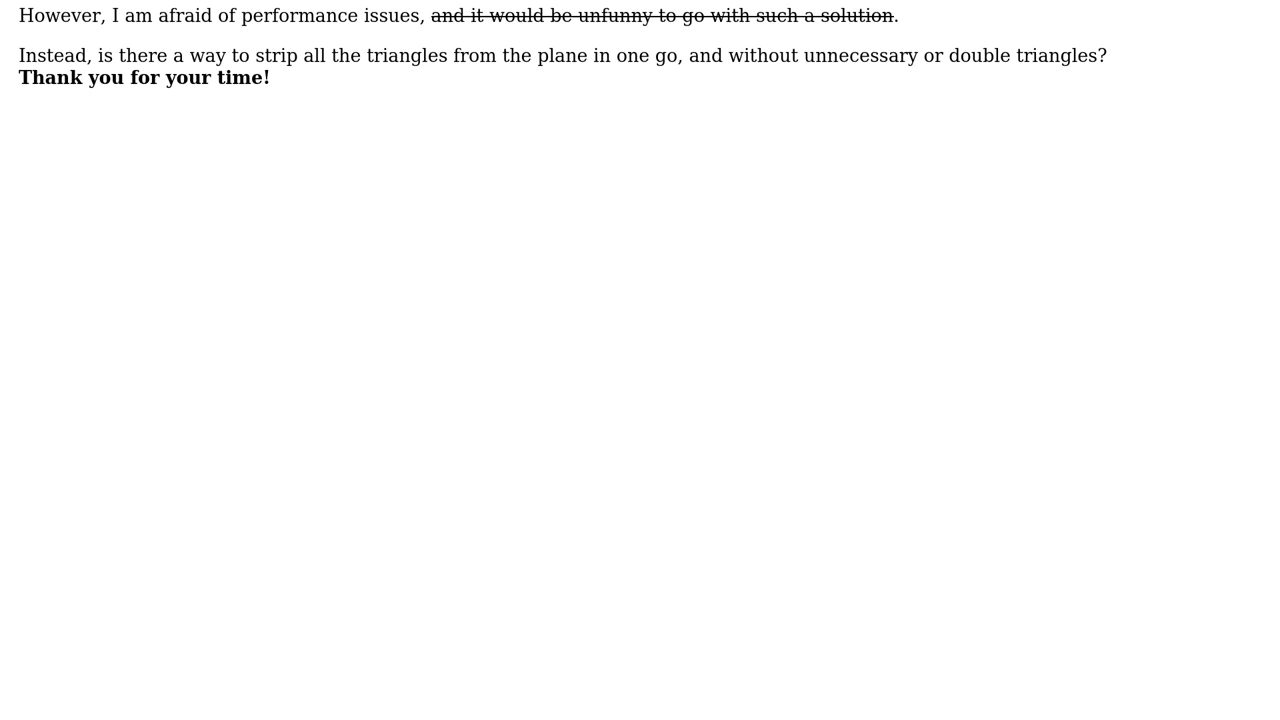 However, I am afraid of performance issues, and it would be unfunny to go with such a solution.
Instead, is there a way to strip all the triangles from the plane in one go, and without unnecessary or double triangles?
Thank you for your time!